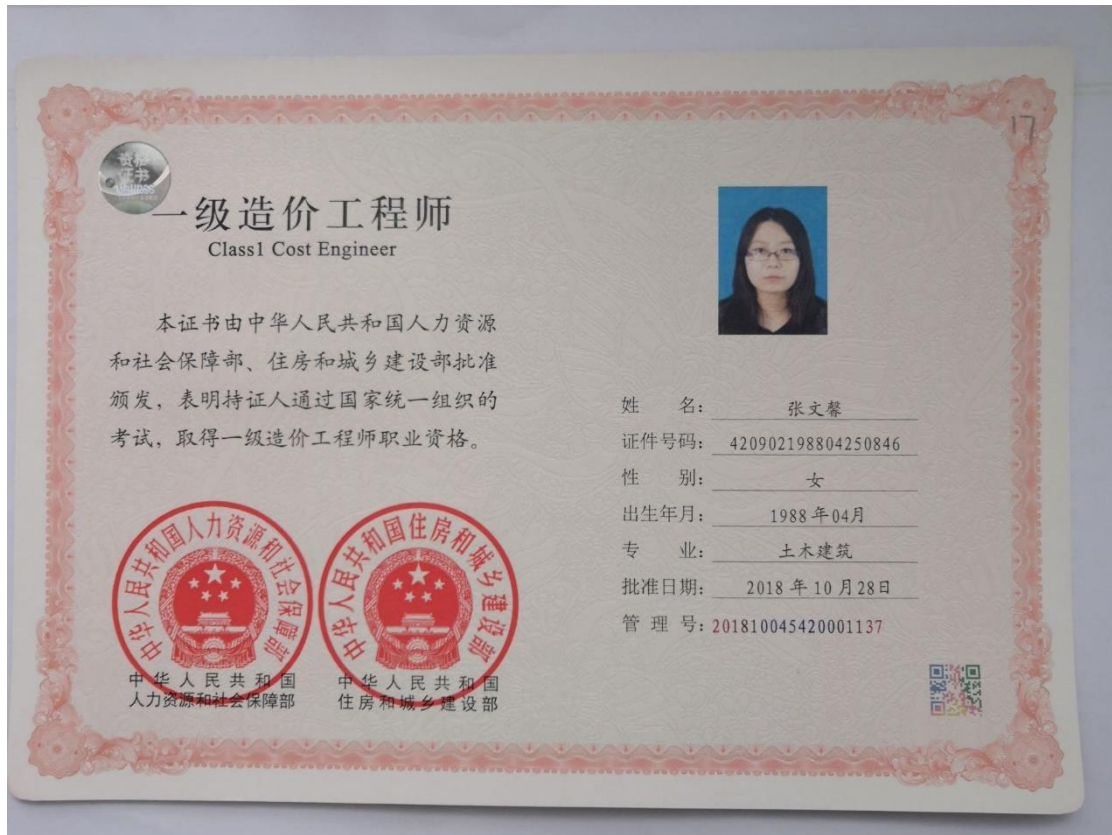 17
资格
证书
一级造价工程师
Class1 Cost Engineer
本证书由中华人民共和国人力资源
和社会保障部、住房和城乡建设部批准
颁发，表明持证人通过国家统一组织的
考试，取得一级造价工程师职业资格。
中华人民共和国人力资源和社会保障部
中华人民共和国住房和城乡建设部
中华人民共和国
人力资源和社会保障部
中华人民共和国
住房和城乡建设部
姓 名： 张文馨
证件号码： 420902198804250846
性 别： 女
出生年月： 1988年04月
专 业： 土木建筑
批准日期： 2018年10月28日
管 理 号：201810045420001137